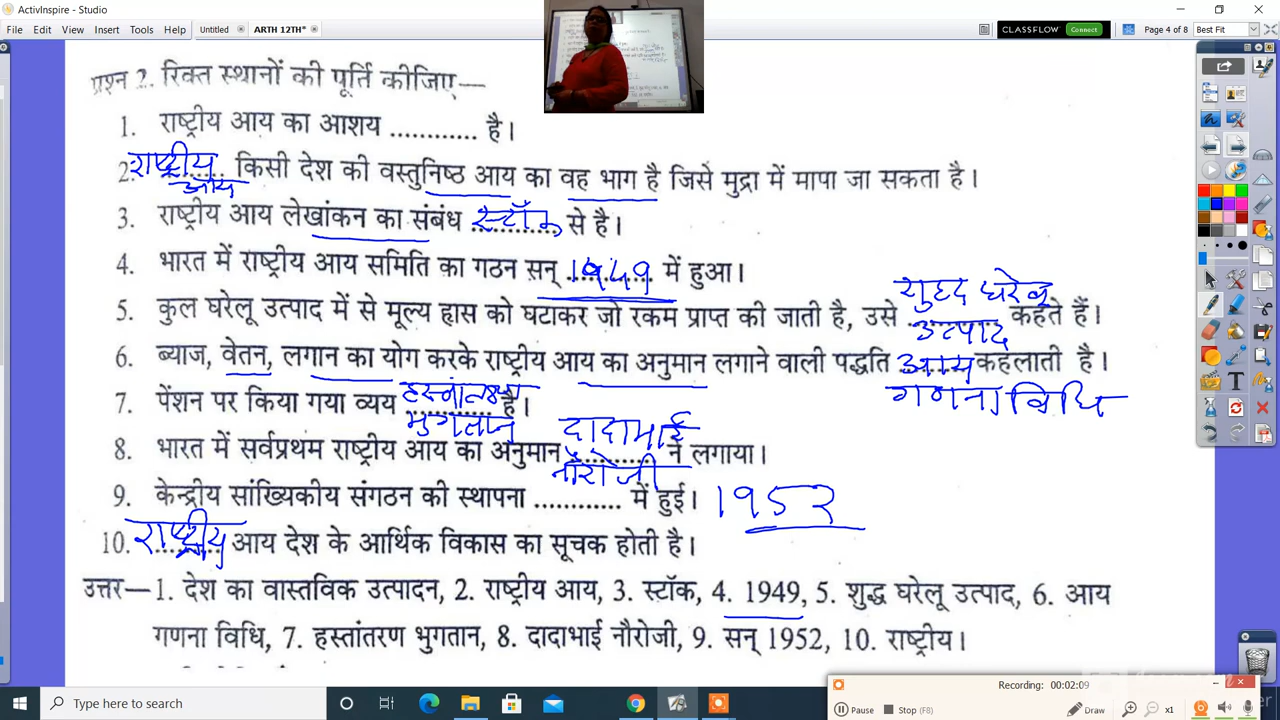 ActivInspire - Studio
File Edit View Insert Tools Help Untitled ARTH 12TH* CLASSFLOW Connect Page 4 of 8 Best Fit
प्रश्न 2. रिक्त स्थानों की पूर्ति कीजिए—
1. राष्ट्रीय आय का आशय ............ है।
2. राष्ट्रीय आय किसी देश की वस्तुनिष्ठ आय का वह भाग है जिसे मुद्रा में मापा जा सकता है।
3. राष्ट्रीय आय लेखांकन का संबंध स्टॉक से है।
4. भारत में राष्ट्रीय आय समिति का गठन सन् 1949 में हुआ।
5. कुल घरेलू उत्पाद में से मूल्य ह्रास को घटाकर जो रकम प्राप्त की जाती है, उसे शुद्ध घरेलू उत्पाद कहते हैं।
6. ब्याज, वेतन, लगान का योग करके राष्ट्रीय आय का अनुमान लगाने वाली पद्धति आय कहलाती है।
गणना विधि
7. पेंशन पर किया गया व्यय हस्तांतरण भुगतान है।
8. भारत में सर्वप्रथम राष्ट्रीय आय का अनुमान दादाभाई नौरोजी ने लगाया।
9. केन्द्रीय सांख्यिकीय संगठन की स्थापना ............ में हुई। 1952
10. राष्ट्रीय आय देश के आर्थिक विकास का सूचक होती है।
उत्तर—1. देश का वास्तविक उत्पादन, 2. राष्ट्रीय आय, 3. स्टॉक, 4. 1949, 5. शुद्ध घरेलू उत्पाद, 6. आय
गणना विधि, 7. हस्तांतरण भुगतान, 8. दादाभाई नौरोजी, 9. सन् 1952, 10. राष्ट्रीय।
Recording: 00:02:09
Pause Stop (F8) Draw x1
Type here to search